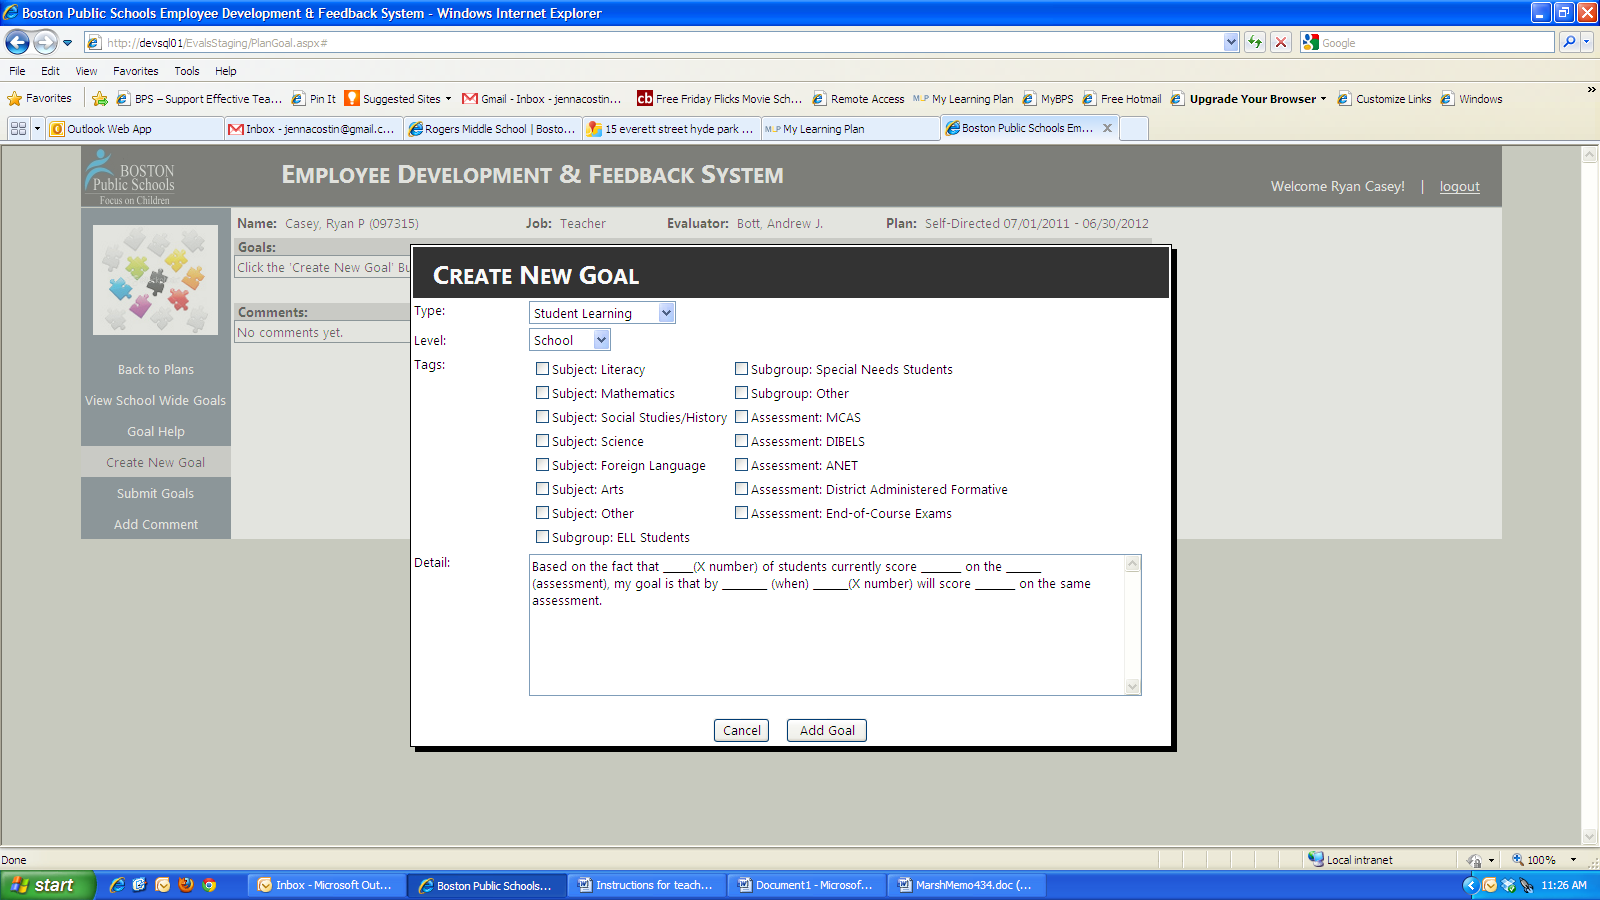 Boston Public Schools Employee Development & Feedback System - Windows Internet Explorer
http://devsql01/EvalsStaging/PlanGoal.aspx#
Google
File Edit View Favorites Tools Help
Favorites BPS – Support Effective Tea... Pin It Suggested Sites Gmail - Inbox - jennacostin... cb Free Friday Flicks Movie Sch... Remote Access MLP My Learning Plan MyBPS Free Hotmail Upgrade Your Browser Customize Links Windows
Outlook Web App Inbox - jennacostin@gmail.c... Rogers Middle School | Bosto... 15 everett street hyde park ... MLP My Learning Plan Boston Public Schools Em... X
BOSTON
Public Schools
Focus on Children
EMPLOYEE DEVELOPMENT & FEEDBACK SYSTEM
Welcome Ryan Casey! | logout
Name: Casey, Ryan P (097315) Job: Teacher Evaluator: Bott, Andrew J. Plan: Self-Directed 07/01/2011 - 06/30/2012
Goals:
Click the 'Create New Goal' Bu
Comments:
No comments yet.
Back to Plans
View School Wide Goals
Goal Help
Create New Goal
Submit Goals
Add Comment
CREATE NEW GOAL
Type: Student Learning
Level: School
Tags:
Subject: Literacy Subgroup: Special Needs Students
Subject: Mathematics Subgroup: Other
Subject: Social Studies/History Assessment: MCAS
Subject: Science Assessment: DIBELS
Subject: Foreign Language Assessment: ANET
Subject: Arts Assessment: District Administered Formative
Subject: Other Assessment: End-of-Course Exams
Subgroup: ELL Students
Detail:
Based on the fact that _____(X number) of students currently score _______ on the ______
(assessment), my goal is that by ________ (when) ______(X number) will score _______ on the same
assessment.
Cancel Add Goal
Done Local intranet 100%
start Inbox - Microsoft Out... Boston Public Schools... Instructions for teach... Document1 - Microsof... MarshMemo434.doc (... 11:26 AM